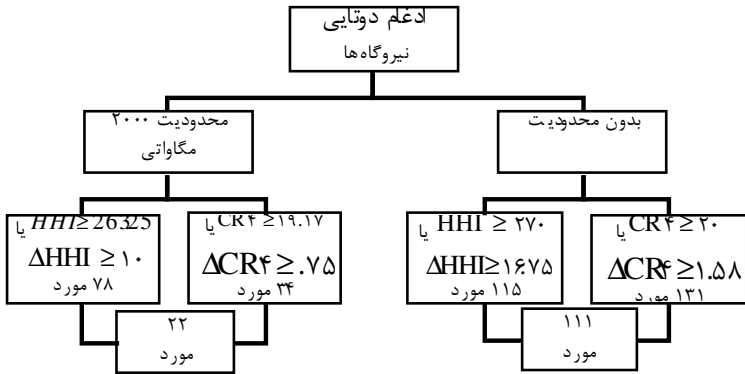 ادغام دوتایی
نیروگاه‌ها
بدون محدودیت
محدودیت ۲۰۰۰
مگاواتی
CR۴ ≥ ۲۰ یا
ΔCR۴ ≥ ۱.۵۸
۱۳۱ مورد
HHI ≥ ۲۷۰ یا
ΔHHI ≥ ۱۶.۷۵
۱۱۵ مورد
CR۴ ≥ ۱۹.۱۷ یا
ΔCR۴ ≥ .۷۵
۳۴ مورد
HHI ≥ 263.25 یا
ΔHHI ≥ ۱۰
۷۸ مورد
۱۱۱
مورد
۲۲
مورد